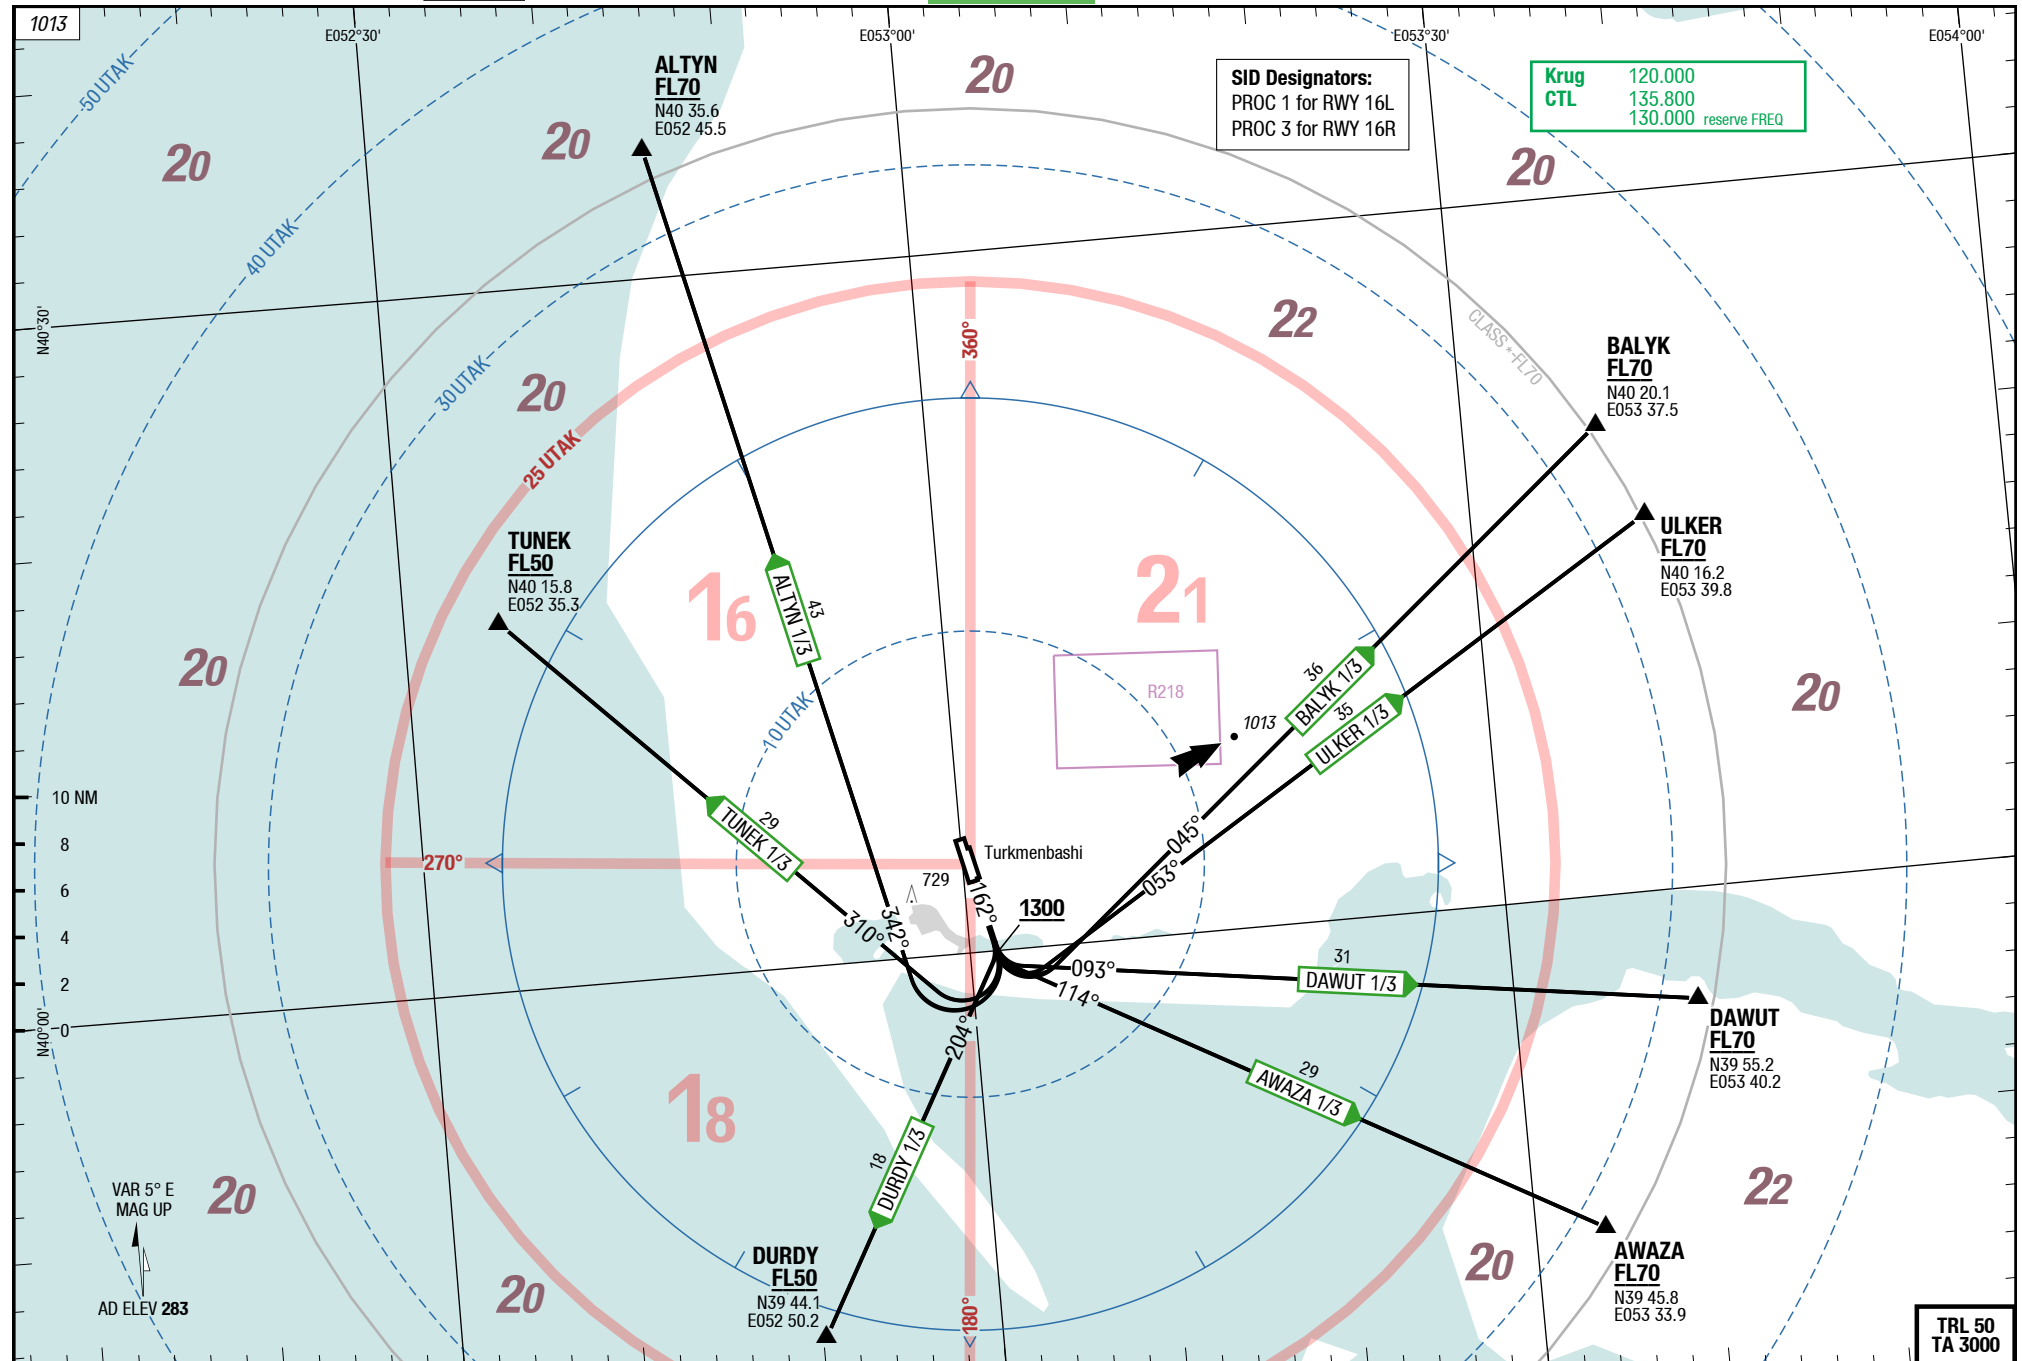 1013
E052°30'
E053°00'
E053°30'
E054°00'
50 UTAK
ALTYN
FL70
N40 35.6
E052 45.5
20
SID Designators:
PROC 1 for RWY 16L
PROC 3 for RWY 16R
Krug 120.000
CTL 135.800
130.000 reserve FREQ
20
20
20
40 UTAK
N40°30'
360°
22
CLASS *-FL70
BALYK
FL70
N40 20.1
E053 37.5
30 UTAK
20
25 UTAK
TUNEK
FL50
N40 15.8
E052 35.3
ULKER
FL70
N40 16.2
E053 39.8
16
21
43
ALTYN 1/3
20
R218
36
BALYK 1/3
20
10 UTAK
1013
35
ULKER 1/3
10 NM
8
6
4
2
0
29
TUNEK 1/3
045°
053°
Turkmenbashi
270°
729
162°
1300
342°
310°
093°
31
DAWUT 1/3
114°
N40°00'
204°
DAWUT
FL70
N39 55.2
E053 40.2
29
AWAZA 1/3
18
18
DURDY 1/3
VAR 5° E
MAG UP
20
22
AD ELEV 283
20
DURDY
FL50
N39 44.1
E052 50.2
180°
20
AWAZA
FL70
N39 45.8
E053 33.9
TRL 50
TA 3000